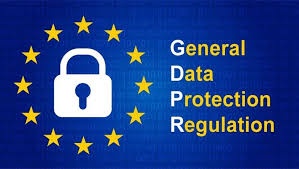 General
Data
Protection
Regulation